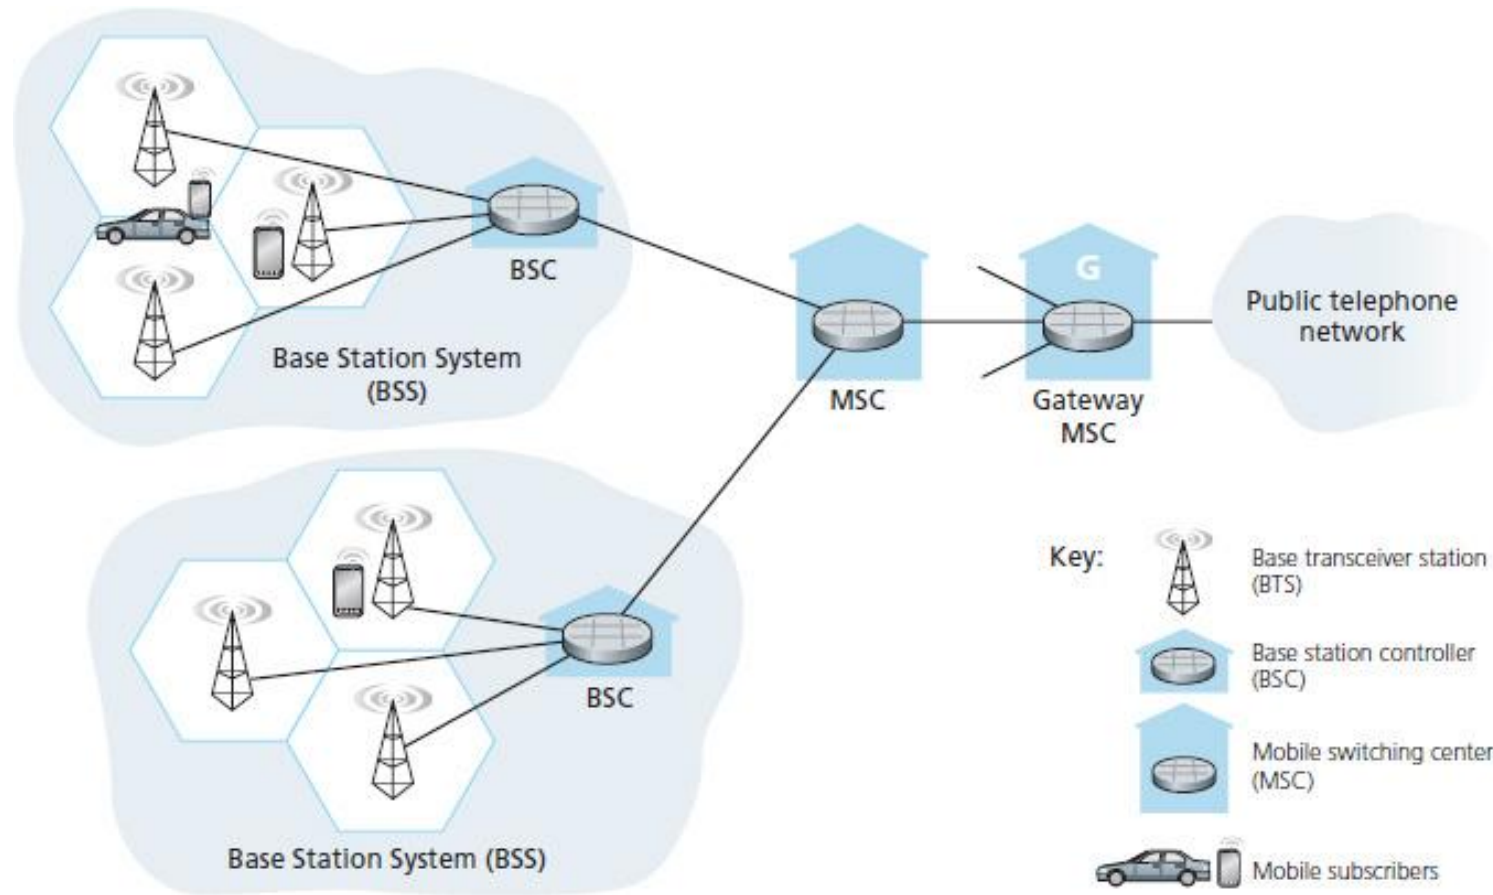 BSC
Base Station System
(BSS)
MSC
G
Gateway
MSC
Public telephone
network
BSC
Base Station System (BSS)
Key:
Base transceiver station
(BTS)
Base station controller
(BSC)
Mobile switching center
(MSC)
Mobile subscribers